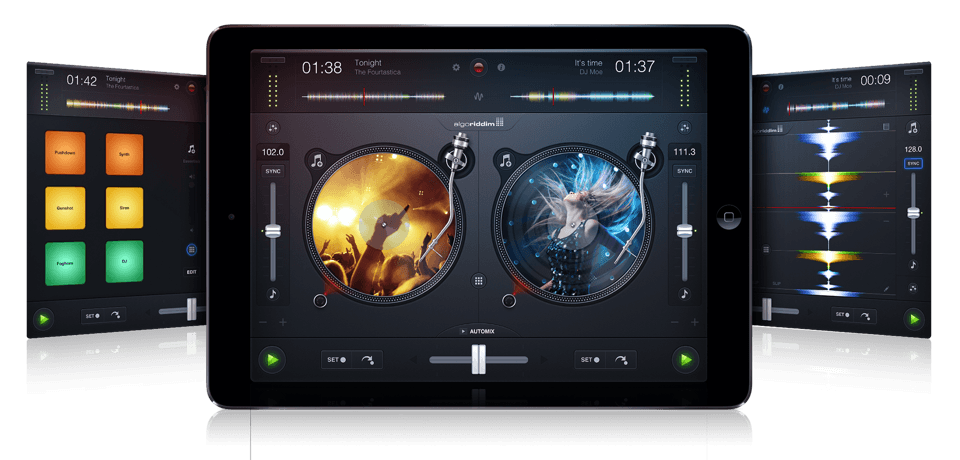 01:42
Tonight
The Fourtastica
Pushdown
Synth
Gunshot
Siren
Foghorn
DJ
EDIT
SET
01:38
Tonight
The Fourtastica
It's time
DJ Moe
01:37
algoriddim
102.0
SYNC
111.3
SYNC
AUTOMIX
SET
SET
It's time
DJ Moe
00:09
algoriddim
128.0
SYNC
SET